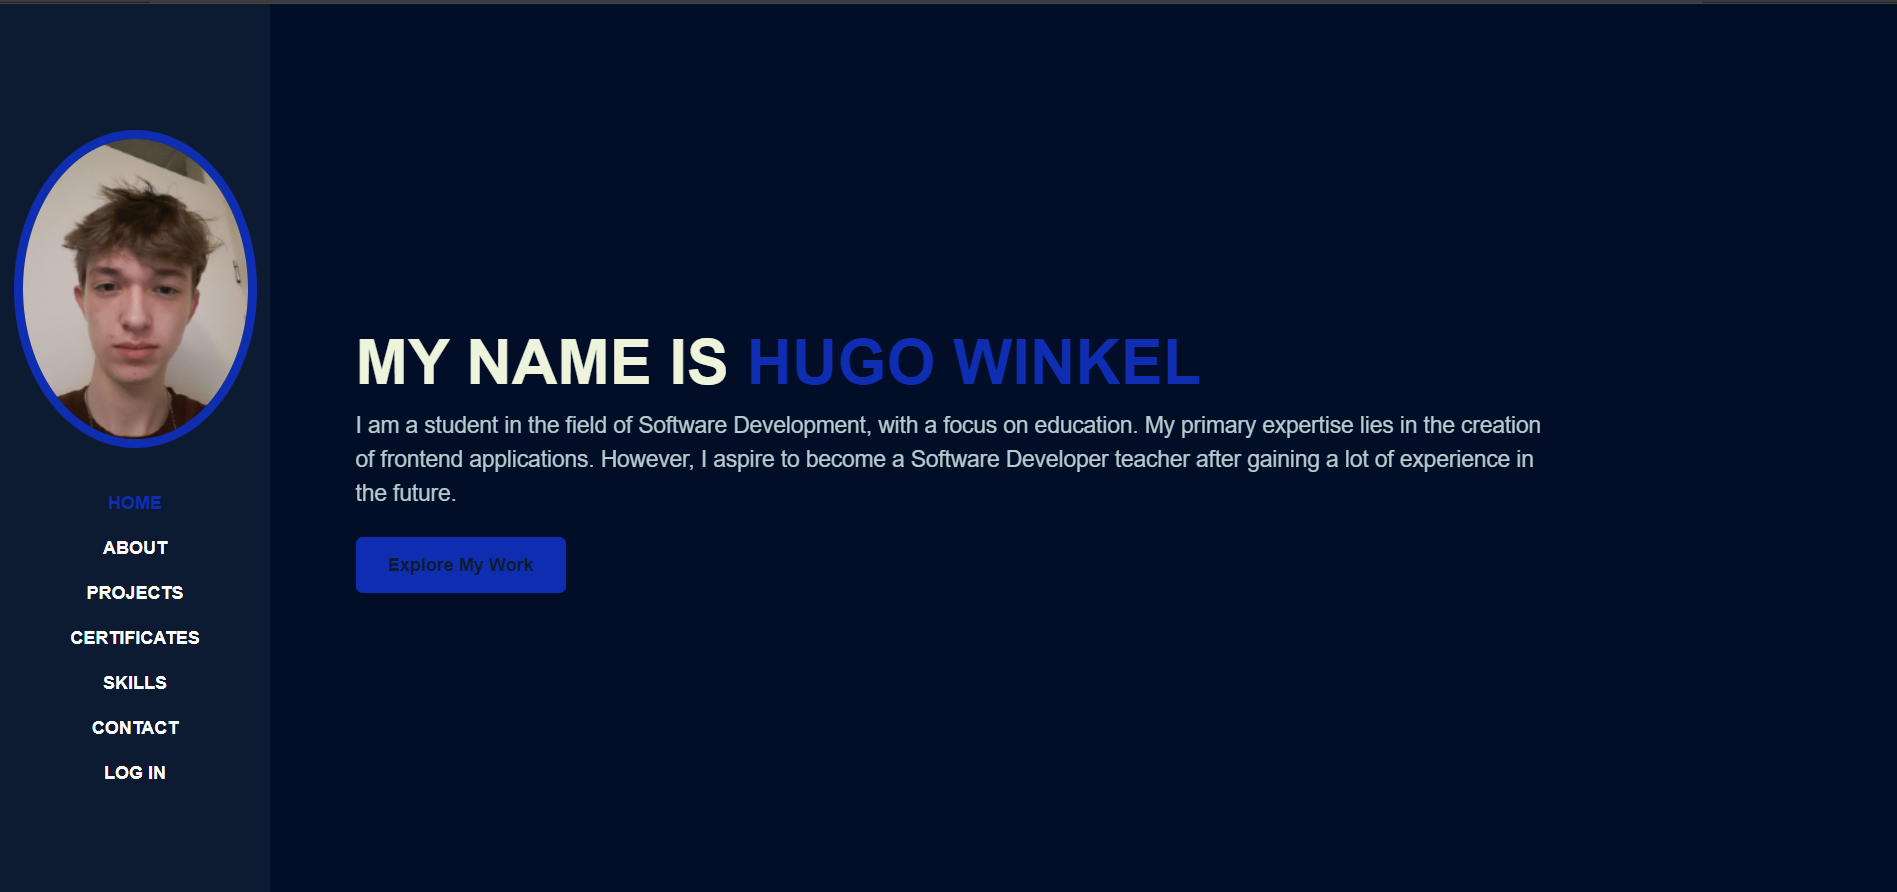 HOME
ABOUT
PROJECTS
CERTIFICATES
SKILLS
CONTACT
LOG IN
MY NAME IS HUGO WINKEL
I am a student in the field of Software Development, with a focus on education. My primary expertise lies in the creation
of frontend applications. However, I aspire to become a Software Developer teacher after gaining a lot of experience in
the future.
Explore My Work